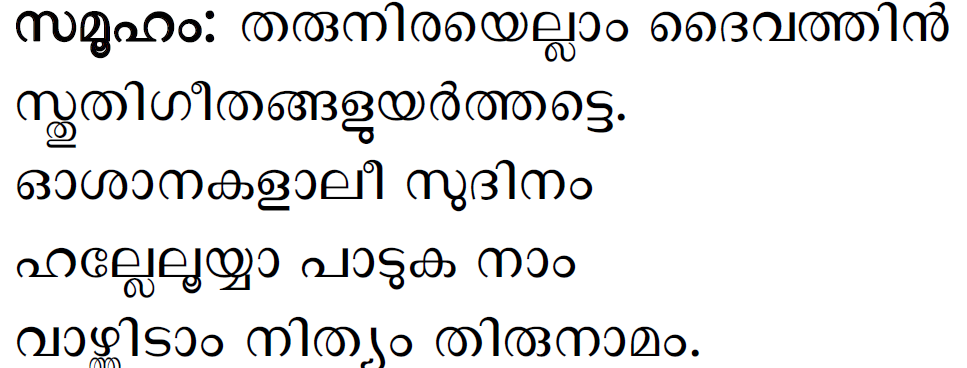 സമൂഹം: തരുനിരയെല്ലാം ദൈവത്തിൻ
സ്തുതിഗീതങ്ങളുയർത്തട്ടെ.
ഓശാനകളാലീ സുദിനം
ഹല്ലേലൂയ്യാ പാടുക നാം
വാഴ്ത്തിടാം നിത്യം തിരുനാമം.